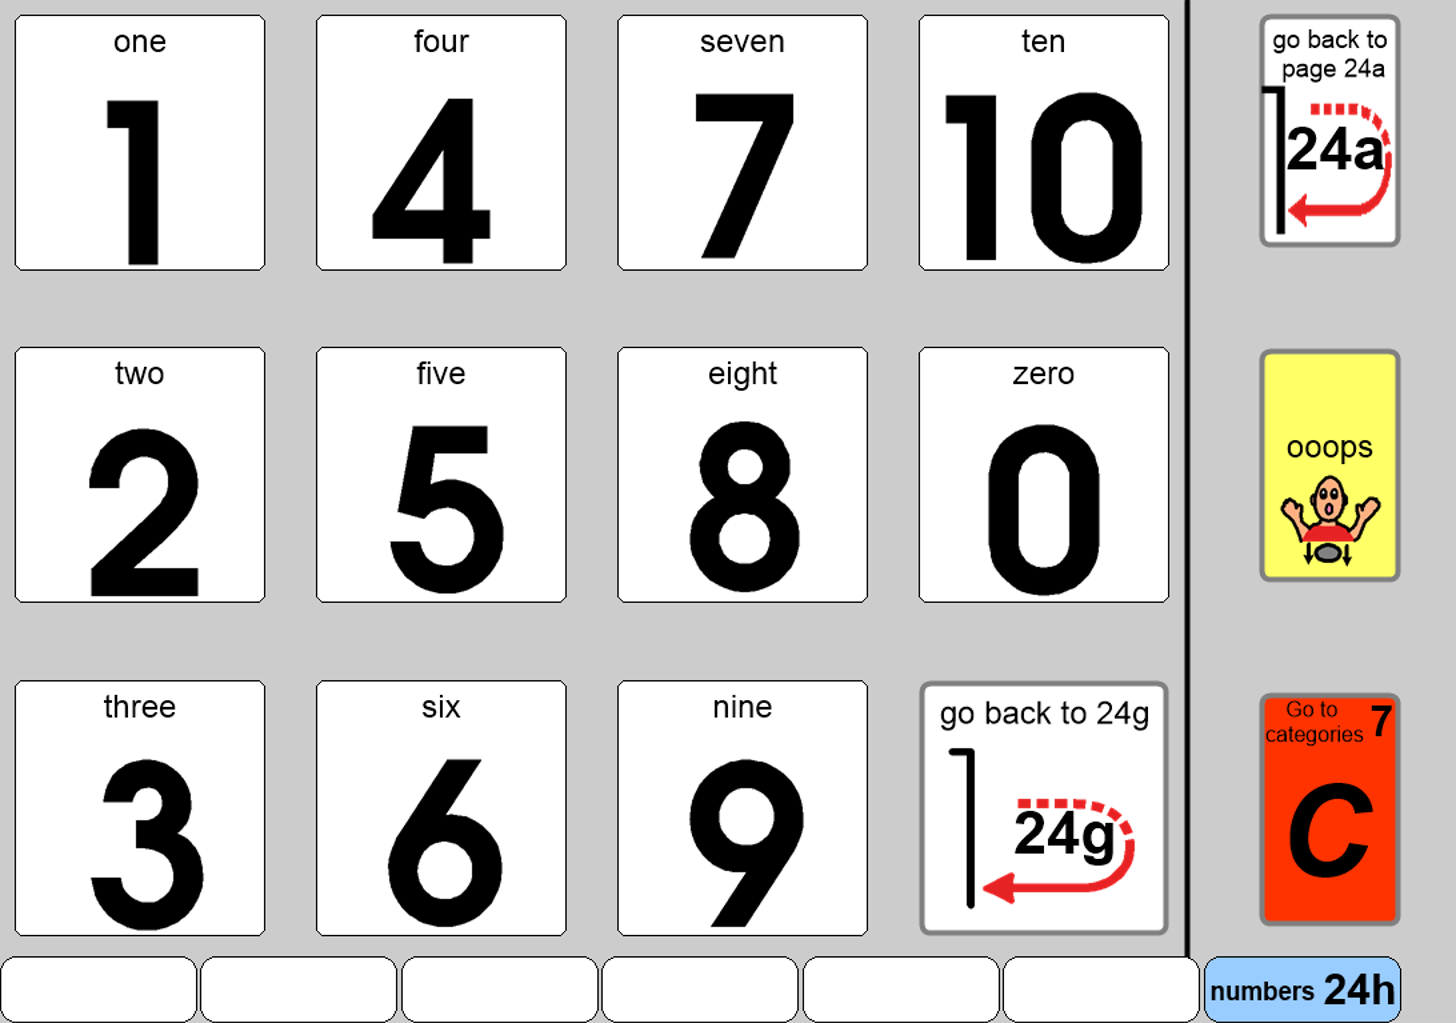 one
1
four
4
seven
7
ten
10
go back to
page 24a
24a
two
2
five
5
eight
8
zero
0
ooops
three
3
six
6
nine
9
go back to 24g
24g
Go to
categories 7
C
numbers 24h